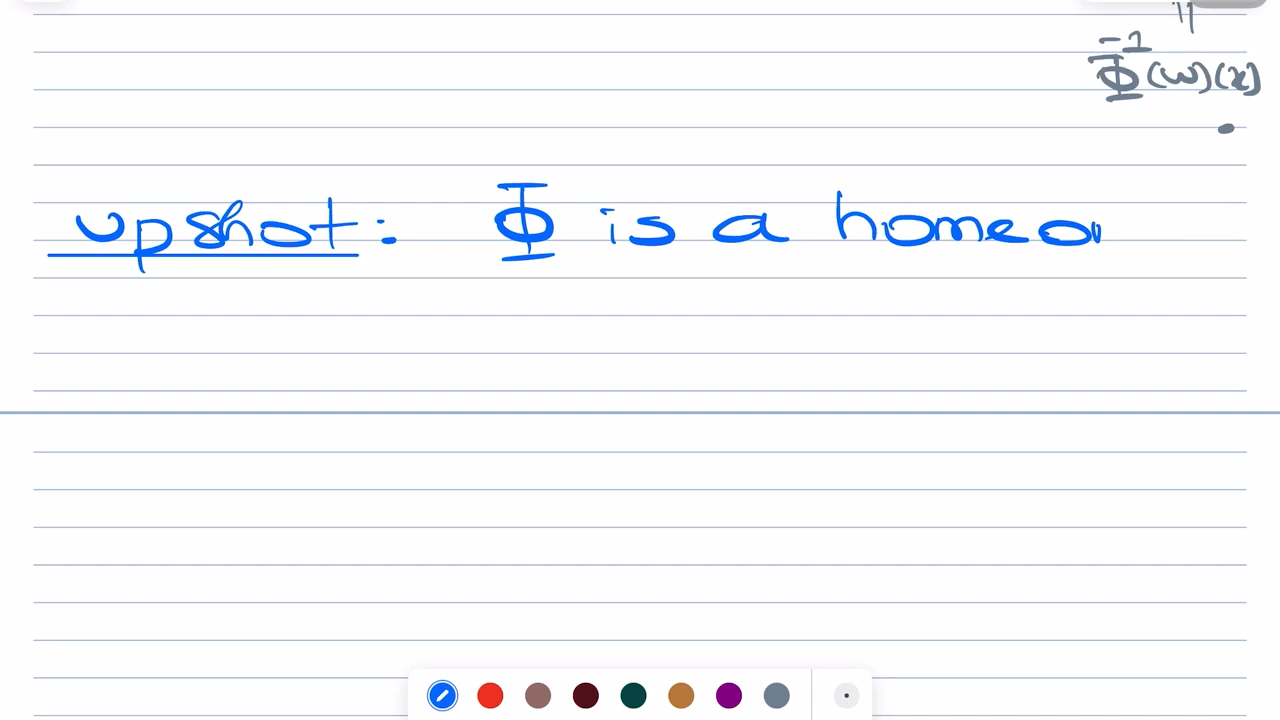 Φ⁻¹(w)(x)
upshot: Φ is a homeo